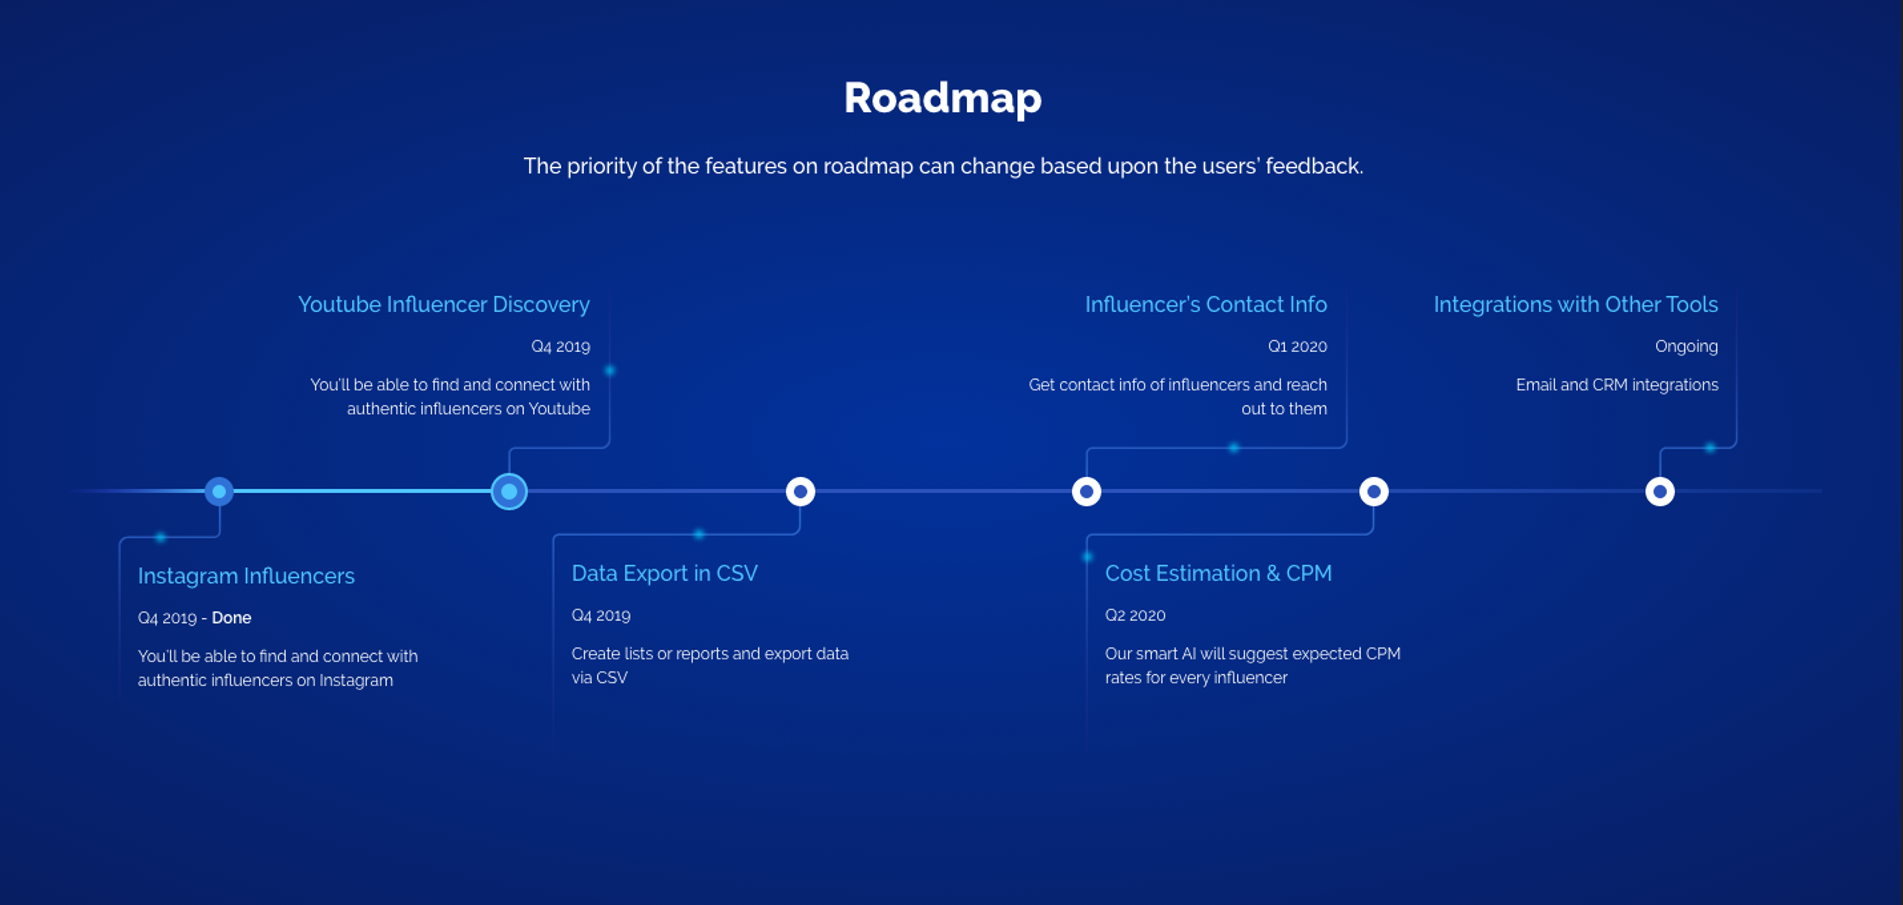 Roadmap
The priority of the features on roadmap can change based upon the users’ feedback.
Youtube Influencer Discovery
Q4 2019
You’ll be able to find and connect with
authentic influencers on Youtube
Influencer’s Contact Info
Q1 2020
Get contact info of influencers and reach
out to them
Integrations with Other Tools
Ongoing
Email and CRM integrations
Instagram Influencers
Q4 2019 - Done
You’ll be able to find and connect with
authentic influencers on Instagram
Data Export in CSV
Q4 2019
Create lists or reports and export data
via CSV
Cost Estimation & CPM
Q2 2020
Our smart AI will suggest expected CPM
rates for every influencer